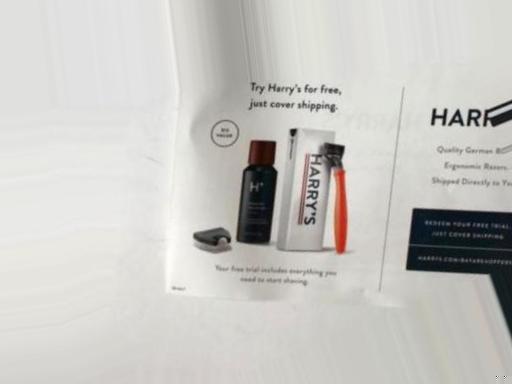 Try Harry's for free,
just cover shipping.
VALUE
H'
HARRY'S
Your free trial includes everything you
need to start shaving.
HARR
Quality German
Ergonomic Razors.
Shipped Directly to
REDEEM YOUR FREE TRIAL
JUST COVER SHIPPING